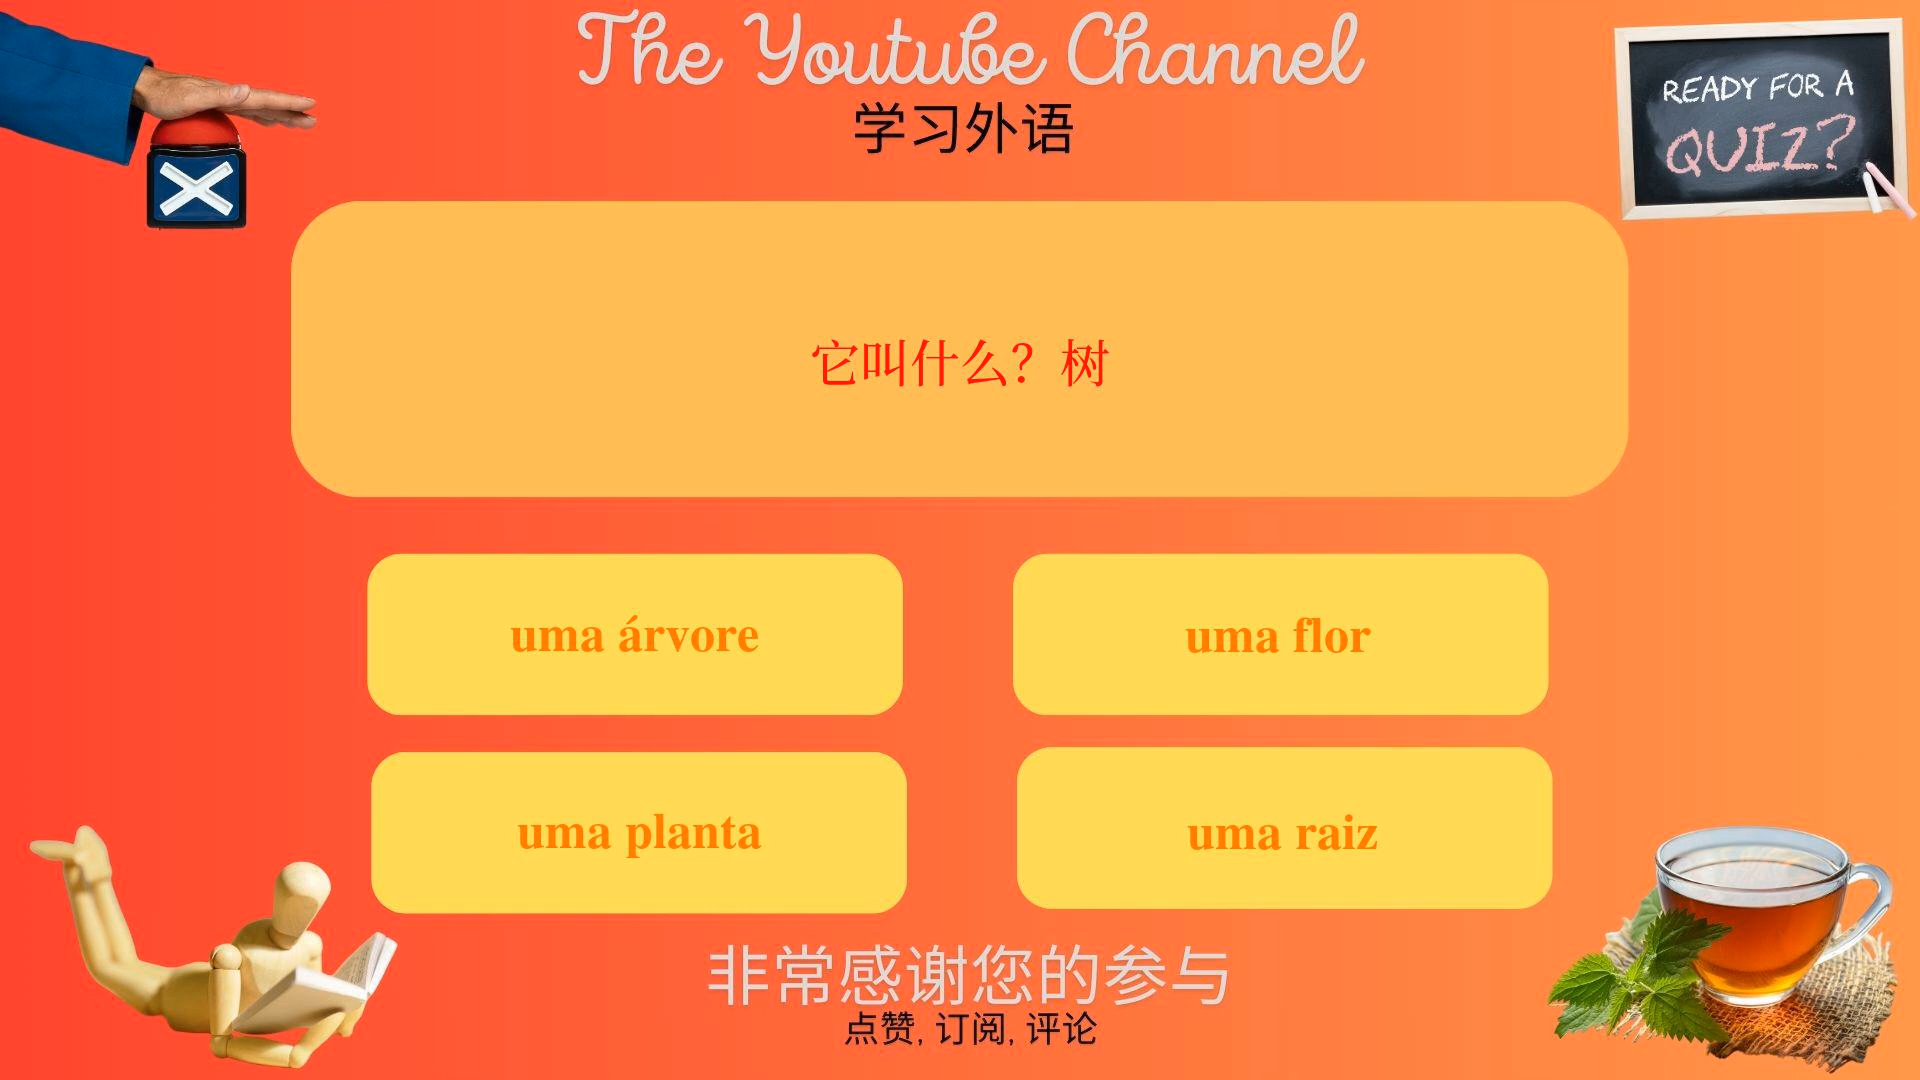 The Youtube Channel
学习外语
READY FOR A
QUIZ?
它叫什么？树
uma árvore
uma flor
uma planta
uma raiz
非常感谢您的参与
点赞, 订阅, 评论